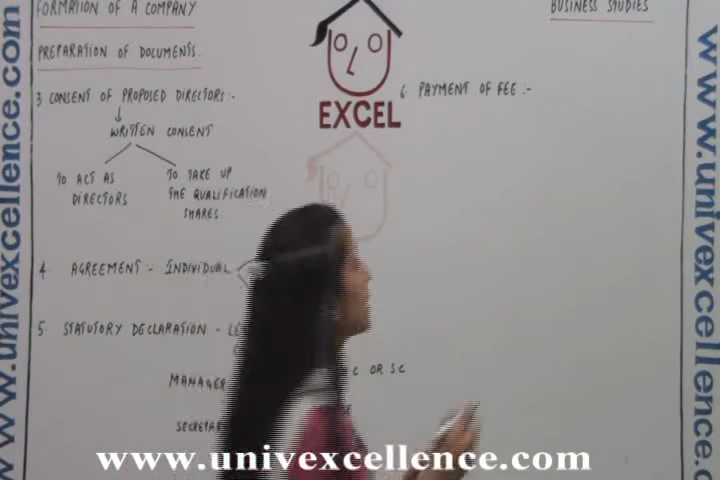 FORMATION OF A COMPANY
BUSINESS STUDIES
PREPARATION OF DOCUMENTS.
3 CONSENT OF PROPOSED DIRECTORS:-
6. PAYMENT OF FEE :-
EXCEL
WRITTEN CONSENT
TO ACT AS DIRECTORS
TO TAKE UP THE QUALIFICATION SHARES.
4 AGREEMENT - INDIVIDUAL
5. STATUTORY DECLARATION -
C OR SC
MANAGER
www.univexcellence.com
www.univexcellence.com
www.univexcellence.com